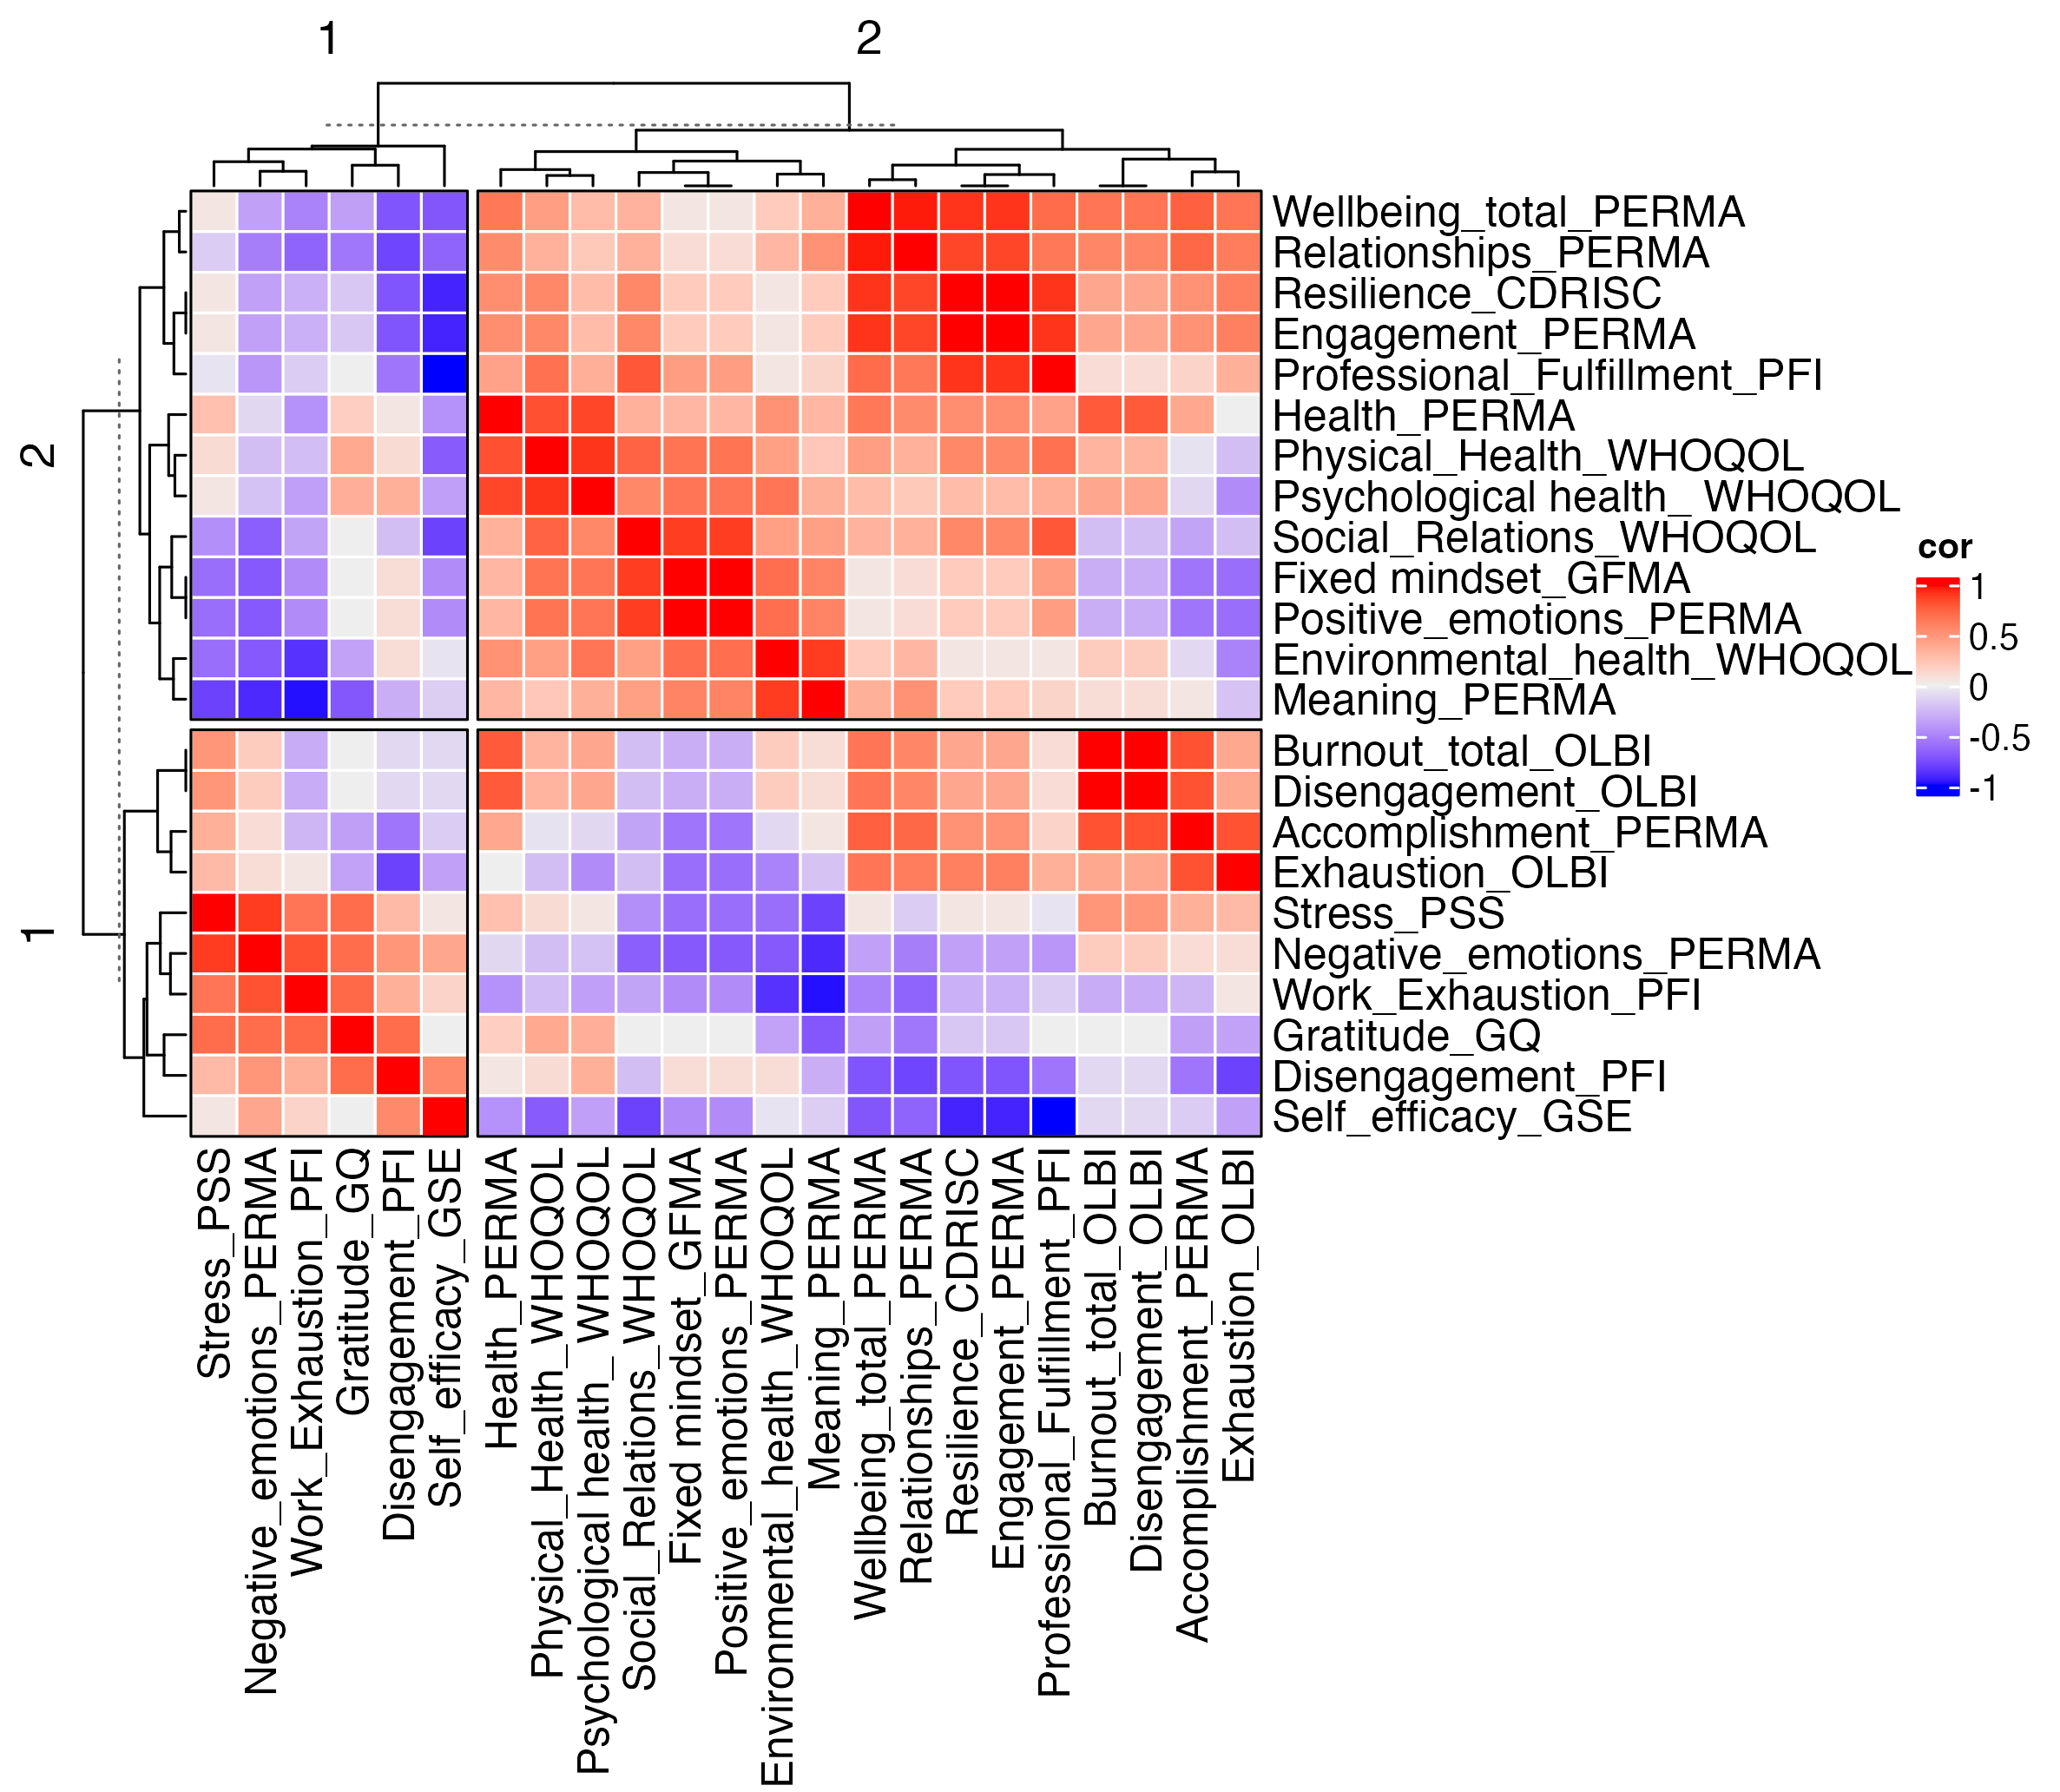 1
2
2
1
Wellbeing_total_PERMA
Relationships_PERMA
Resilience_CDRISC
Engagement_PERMA
Professional_Fulfillment_PFI
Health_PERMA
Physical_Health_WHOQOL
Psychological health_ WHOQOL
Social_Relations_WHOQOL
Fixed mindset_GFMA
Positive_emotions_PERMA
Environmental_health_WHOQOL
Meaning_PERMA
Burnout_total_OLBI
Disengagement_OLBI
Accomplishment_PERMA
Exhaustion_OLBI
Stress_PSS
Negative_emotions_PERMA
Work_Exhaustion_PFI
Gratitude_GQ
Disengagement_PFI
Self_efficacy_GSE
cor
1
0.5
0
-0.5
-1
Stress_PSS
Negative_emotions_PERMA
Work_Exhaustion_PFI
Gratitude_GQ
Disengagement_PFI
Self_efficacy_GSE
Health_PERMA
Physical_Health_WHOQOL
Psychological health_ WHOQOL
Social_Relations_WHOQOL
Fixed mindset_GFMA
Positive_emotions_PERMA
Environmental_health_WHOQOL
Meaning_PERMA
Wellbeing_total_PERMA
Relationships_PERMA
Resilience_CDRISC
Engagement_PERMA
Professional_Fulfillment_PFI
Burnout_total_OLBI
Disengagement_OLBI
Accomplishment_PERMA
Exhaustion_OLBI